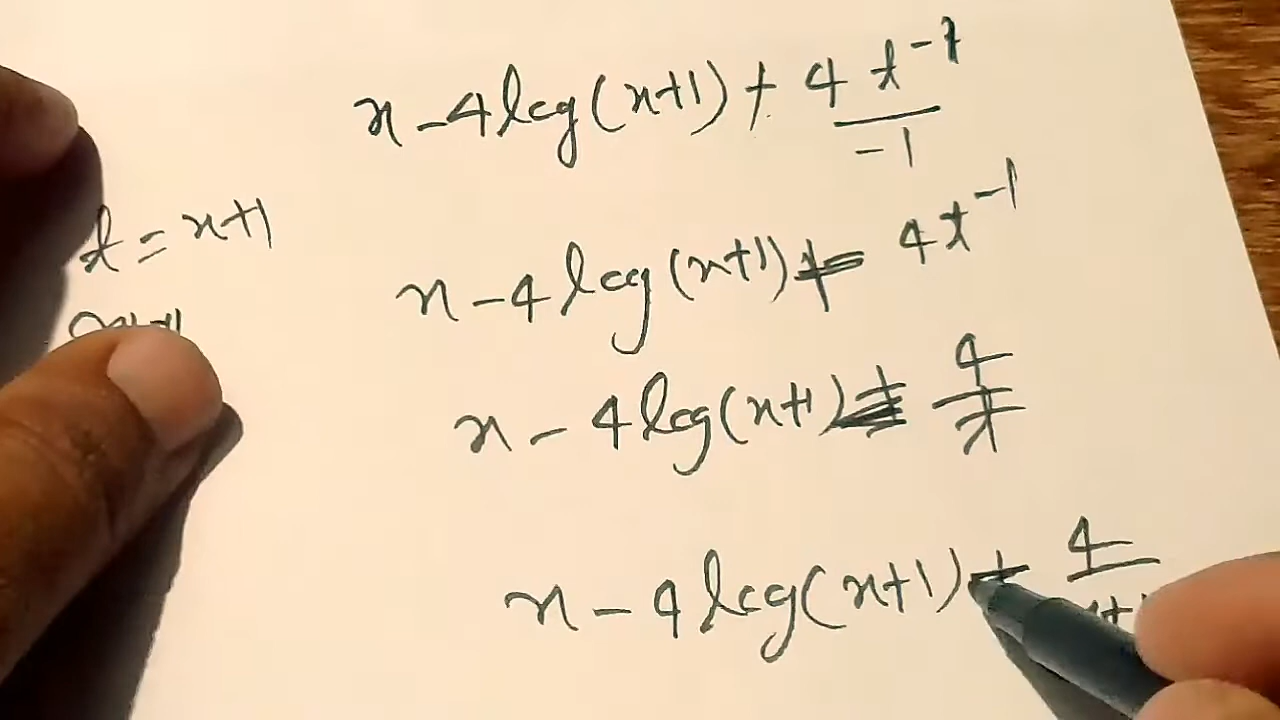 x - 4 log(x+1) + 4 t^-1 / -1
t = x+1
x - 4 log(x+1) - 4t^-1
x - 4 log(x+1) - 4/t
x - 4 log(x+1) - 4/x+1